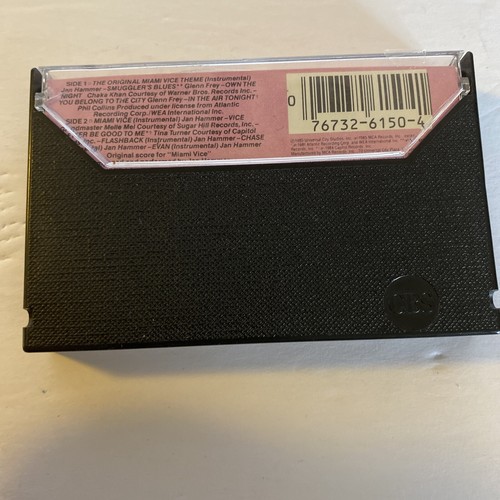 SIDE 1 - THE ORIGINAL MIAMI VICE THEME (Instrumental)
Jan Hammer -SMUGGLER'S BLUES** Glenn Frey -OWN THE
NIGHT Chaka Khan Courtesy of Warner Bros. Records Inc.-
YOU BELONG TO THE CITY Glenn Frey -IN THE AIR TONIGHT
Phil Collins Produced under license from Atlantic
Recording Corp./WEA International Inc.
SIDE 2 - MIAMI VICE (Instrumental) Jan Hammer -VICE
ndmaster Melle Mel Courtesy of Sugar Hill Records, Inc.-
ER BE GOOD TO ME Tina Turner Courtesy of Capitol
Inc. -FLASHBACK (Instrumental) Jan Hammer -CHASE
tal) Jan Hammer -EVAN (Instrumental) Jan Hammer
Original score for "Miami Vice"
0 76732-6150-4